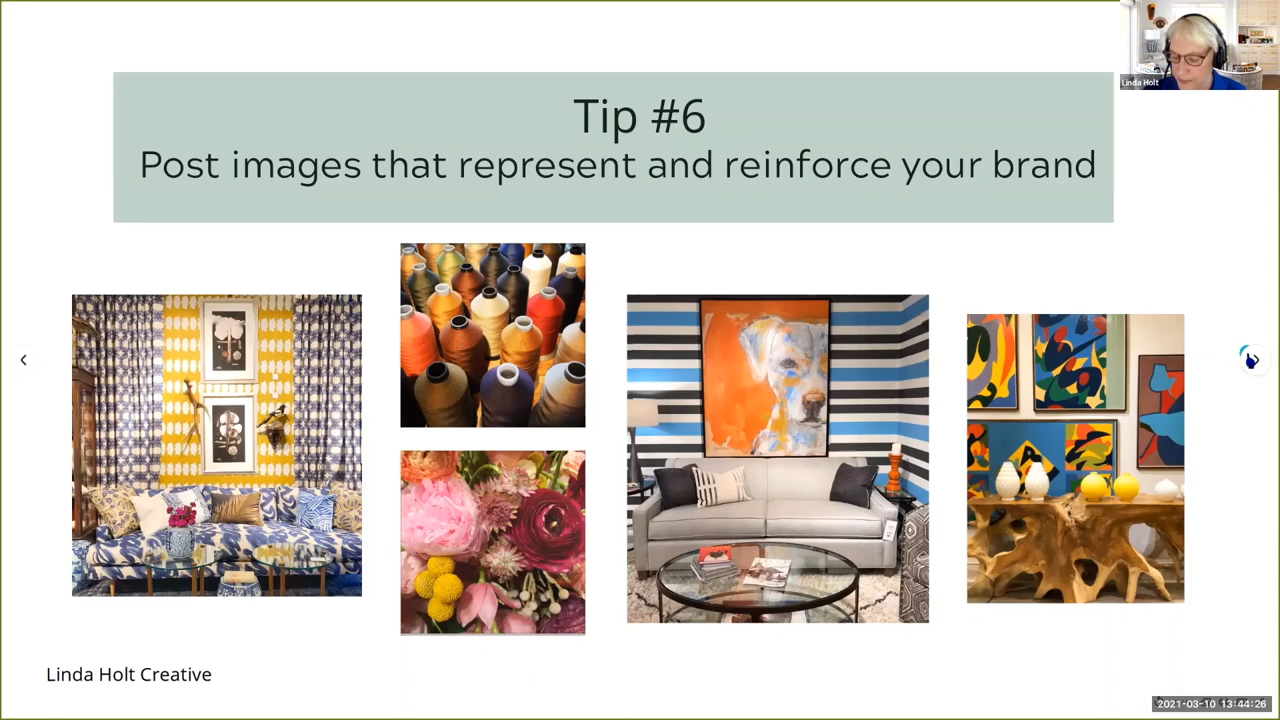 Linda Holt
Tip #6
Post images that represent and reinforce your brand
Linda Holt Creative
2021-03-10 13:44:26